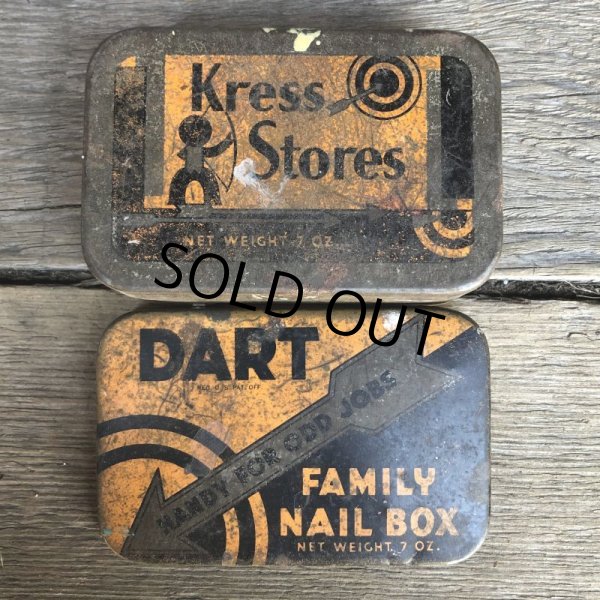 Kress
Stores
NET WEIGHT 7 OZ.
SOLD OUT
DART
REG. U.S. PAT. OFF.
HANDY FOR ODD JOBS
FAMILY
NAIL BOX
NET WEIGHT 7 OZ.